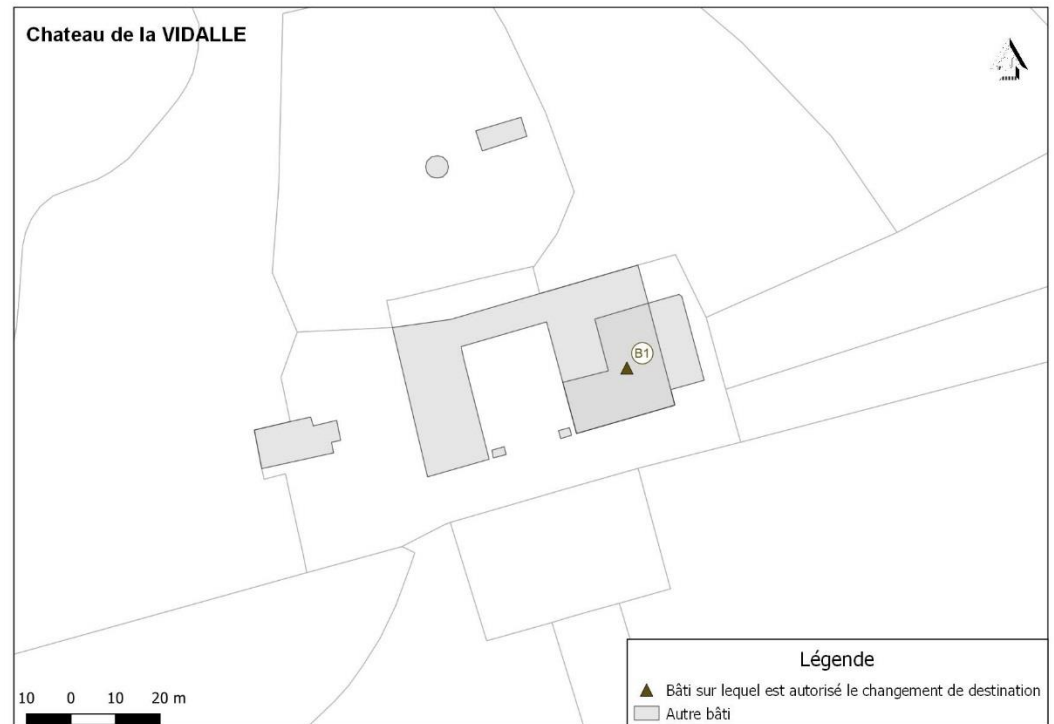 Chateau de la VIDALLE
B1
Légende
Bâti sur lequel est autorisé le changement de destination
Autre bâti
10 0 10 20 m